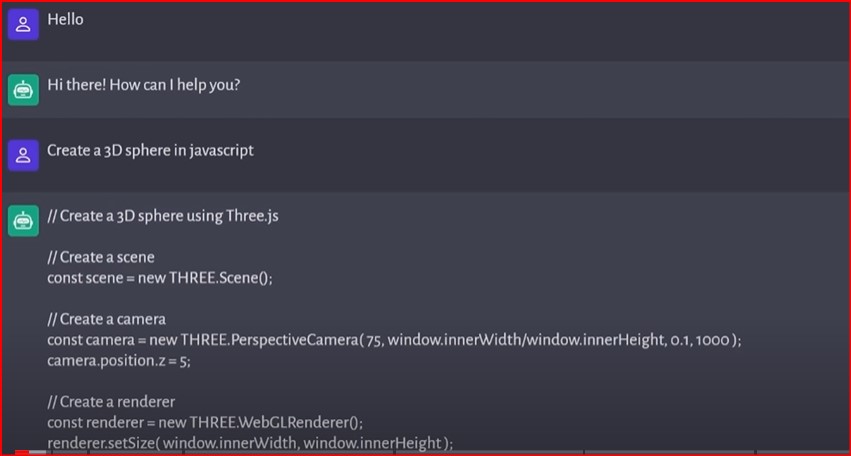 Hello
Hi there! How can I help you?
Create a 3D sphere in javascript
// Create a 3D sphere using Three.js
// Create a scene
const scene = new THREE.Scene();
// Create a camera
const camera = new THREE.PerspectiveCamera( 75, window.innerWidth/window.innerHeight, 0.1, 1000 );
camera.position.z = 5;
// Create a renderer
const renderer = new THREE.WebGLRenderer();
renderer.setSize( window.innerWidth, window.innerHeight );